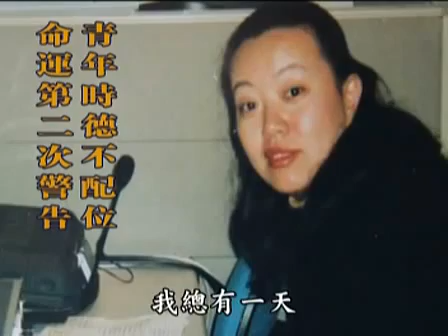 青年時德不配位
命運第二次警告
我總有一天